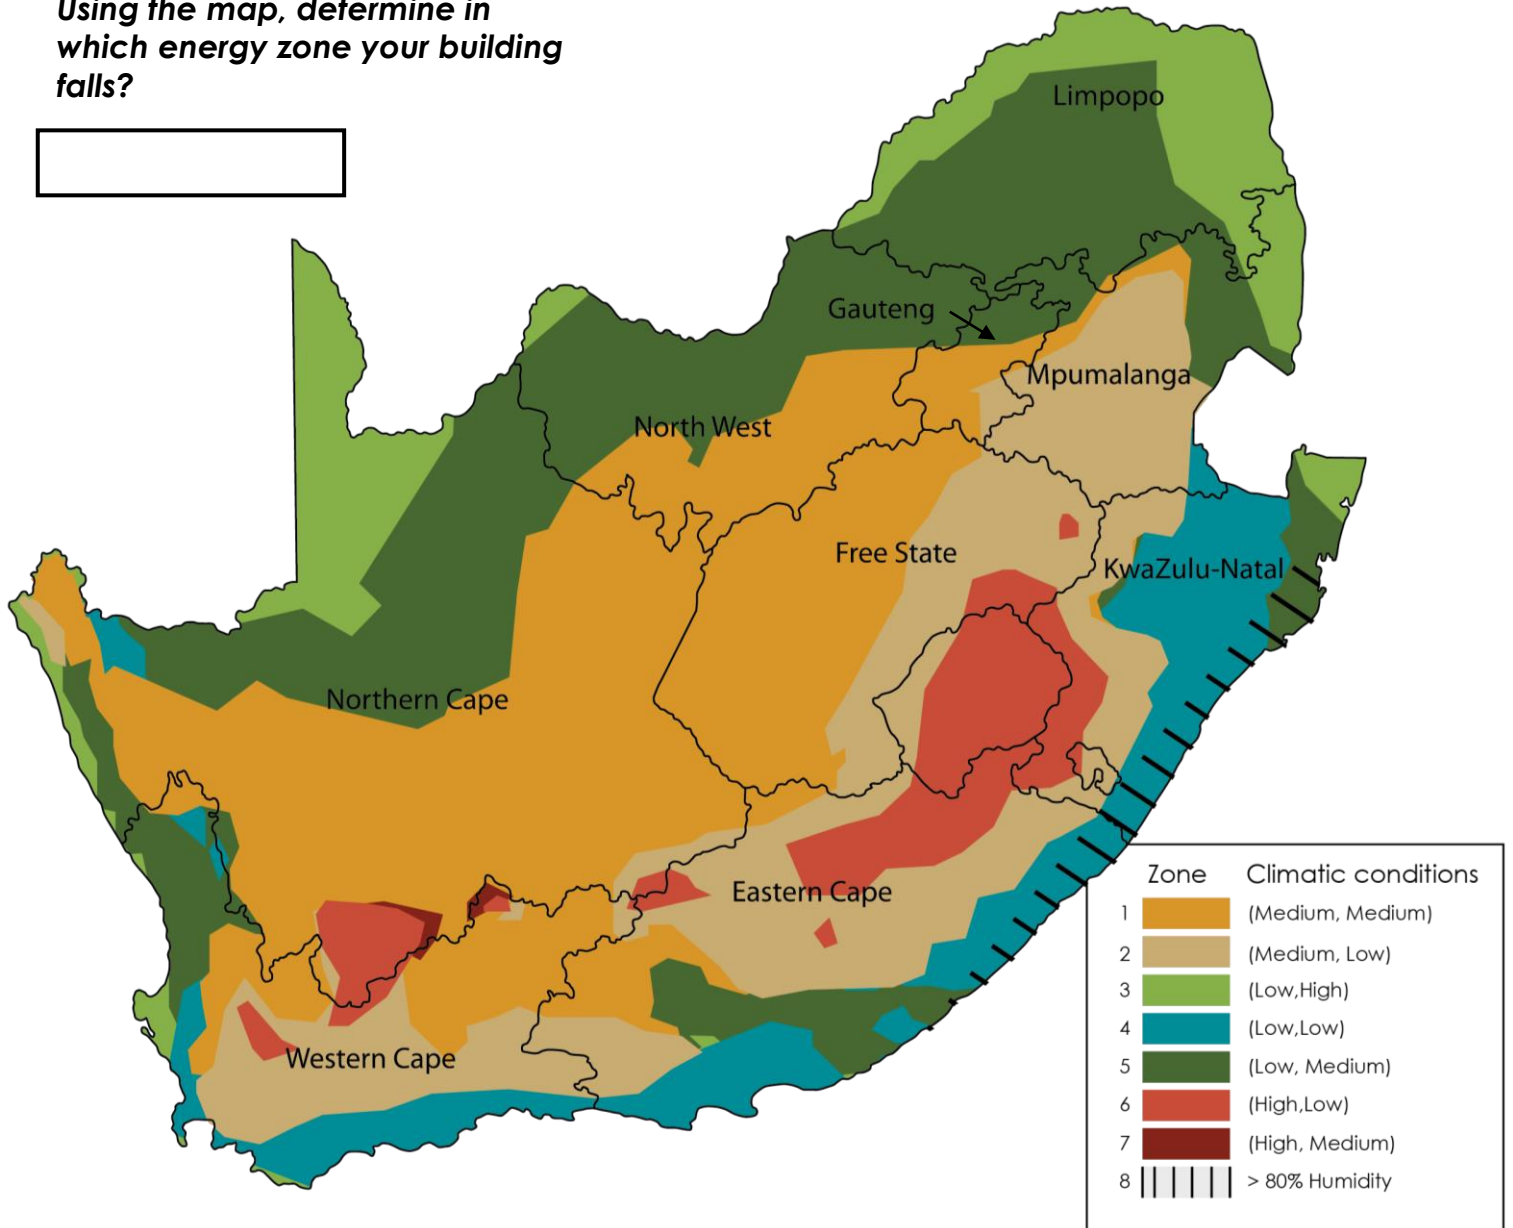 Using the map, determine in
which energy zone your building
falls?
Limpopo
Gauteng
Mpumalanga
North West
Free State
KwaZulu-Natal
Northern Cape
Eastern Cape
Western Cape
Zone Climatic conditions
1 (Medium, Medium)
2 (Medium, Low)
3 (Low,High)
4 (Low,Low)
5 (Low, Medium)
6 (High,Low)
7 (High, Medium)
8 > 80% Humidity